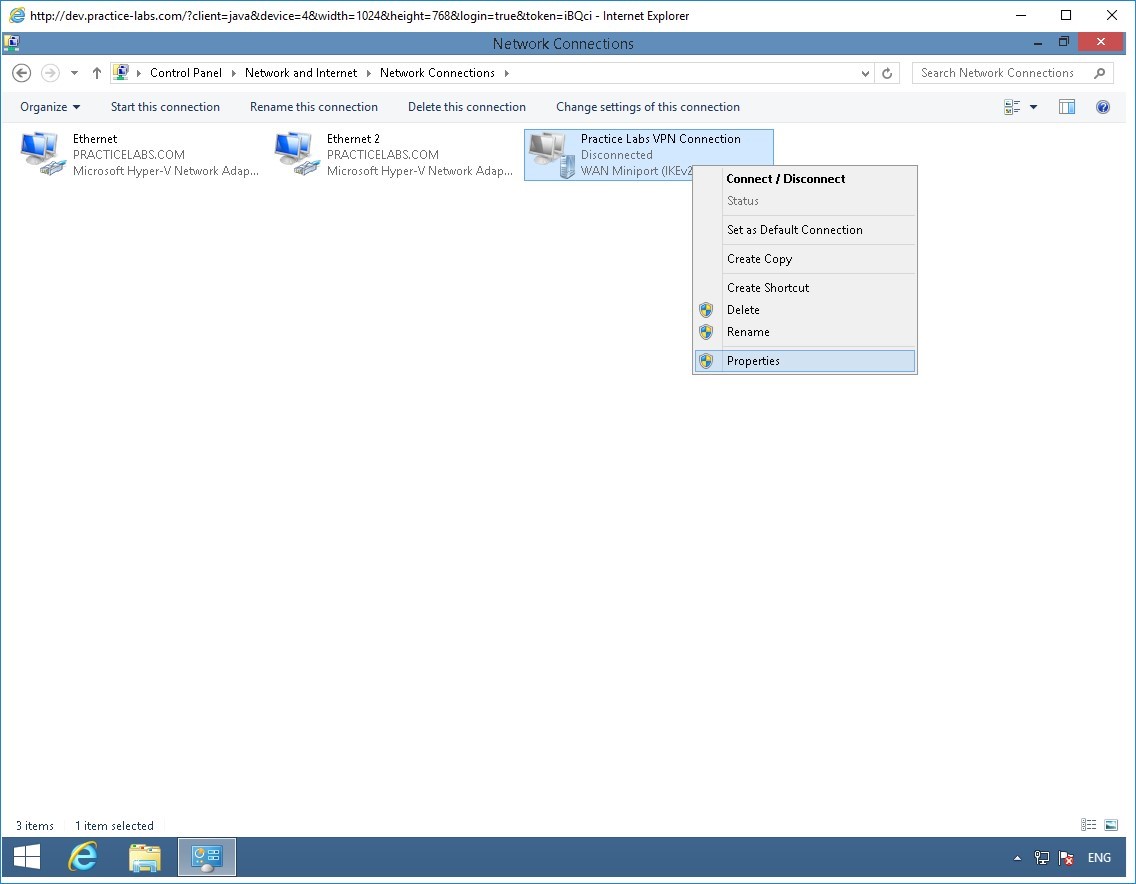 http://dev.practice-labs.com/?client=java&device=4&width=1024&height=768&login=true&token=iBQci - Internet Explorer
Network Connections
Control Panel Network and Internet Network Connections
Search Network Connections
Organize Start this connection Rename this connection Delete this connection Change settings of this connection
Ethernet
PRACTICELABS.COM
Microsoft Hyper-V Network Adap...
Ethernet 2
PRACTICELABS.COM
Microsoft Hyper-V Network Adap...
Practice Labs VPN Connection
Disconnected
WAN Miniport (IKEv2
Connect / Disconnect
Status
Set as Default Connection
Create Copy
Create Shortcut
Delete
Rename
Properties
3 items 1 item selected
ENG